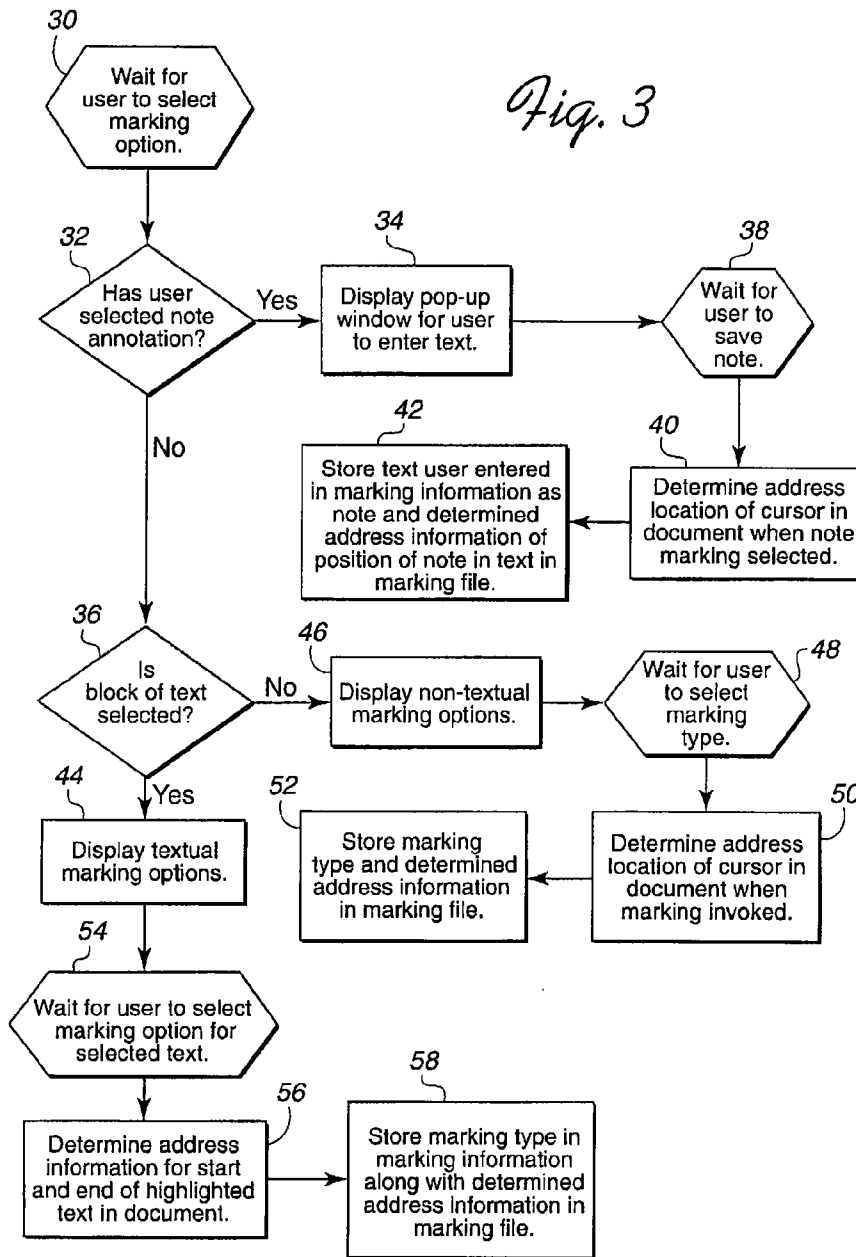 30
Wait for
user to select
marking
option.
Fig. 3
32
Has user
selected note
annotation?
Yes
No
34
Display pop-up
window for user
to enter text.
38
Wait for
user to
save
note.
40
Determine address
location of cursor in
document when note
marking selected.
42
Store text user entered
in marking information as
note and determined
address information of
position of note in text in
marking file.
36
Is
block of text
selected?
No
Yes
46
Display non-textual
marking options.
48
Wait for user
to select
marking
type.
50
Determine address
location of cursor in
document when
marking invoked.
52
Store marking
type and determined
address information
in marking file.
44
Display textual
marking options.
54
Wait for user to select
marking option for
selected text.
56
Determine address
information for start
and end of highlighted
text in document.
58
Store marking type in
marking information
along with determined
address information in
marking file.